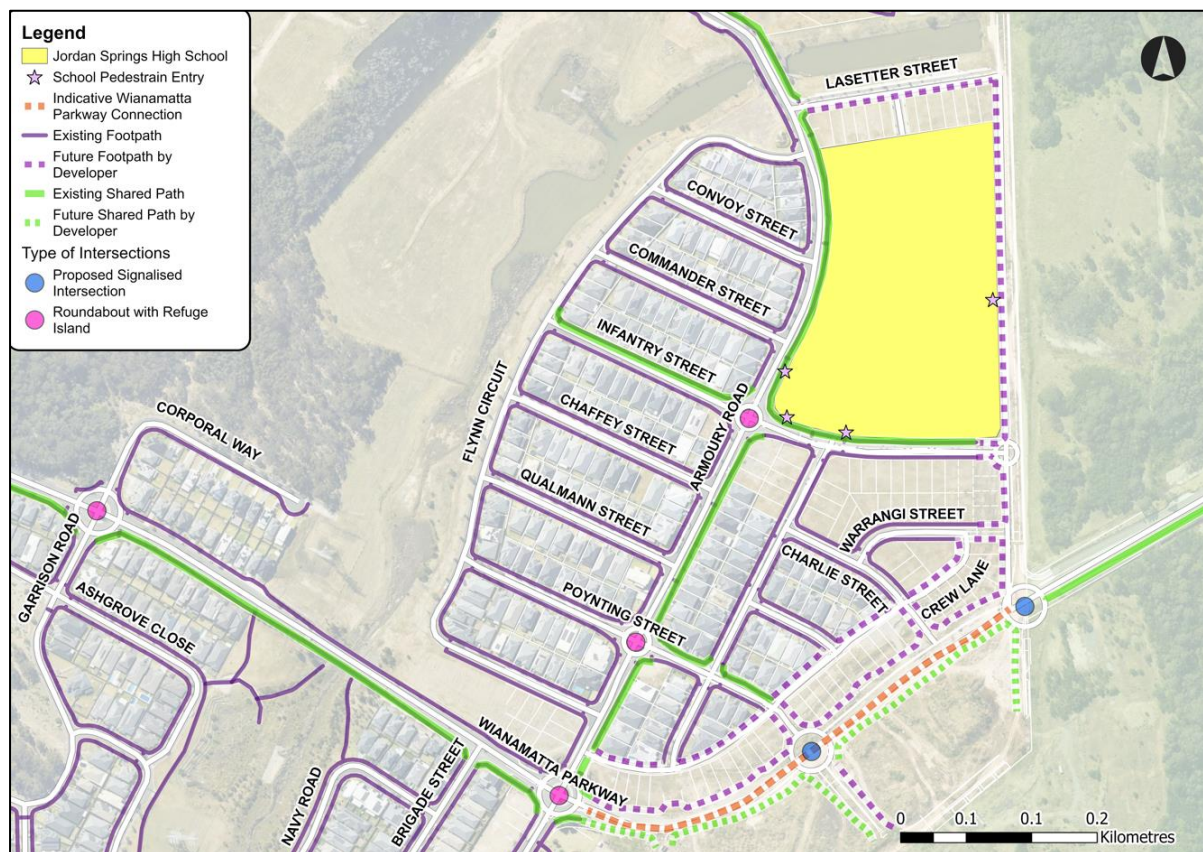 Legend
Jordan Springs High School
School Pedestrain Entry
Indicative Wianamatta
Parkway Connection
Existing Footpath
Future Footpath by
Developer
Existing Shared Path
Future Shared Path by
Developer
Type of Intersections
Proposed Signalised
Intersection
Roundabout with Refuge
Island
LASETTER STREET
CONVOY STREET
COMMANDER STREET
INFANTRY STREET
FLYNN CIRCUIT
CHAFFEY STREET
ARMOURY ROAD
CORPORAL WAY
QUALMANN STREET
WARRANGI STREET
GARRISON ROAD
ASHGROVE CLOSE
POYNTING STREET
CHARLIE STREET
CREW LANE
WIANAMATTA PARKWAY
NAVY ROAD
BRIGADE STREET
0 0.1 0.1 0.2
Kilometres